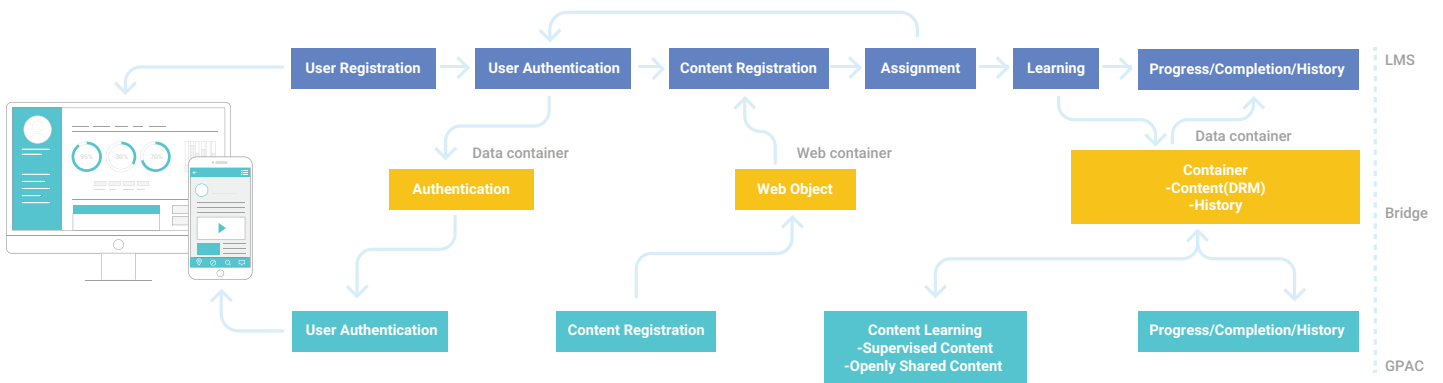 User Registration
User Authentication
Content Registration
Assignment
Learning
Progress/Completion/History
LMS
Data container
Web container
Data container
Authentication
Web Object
Container
-Content(DRM)
-History
Bridge
User Authentication
Content Registration
Content Learning
-Supervised Content
-Openly Shared Content
Progress/Completion/History
GPAC